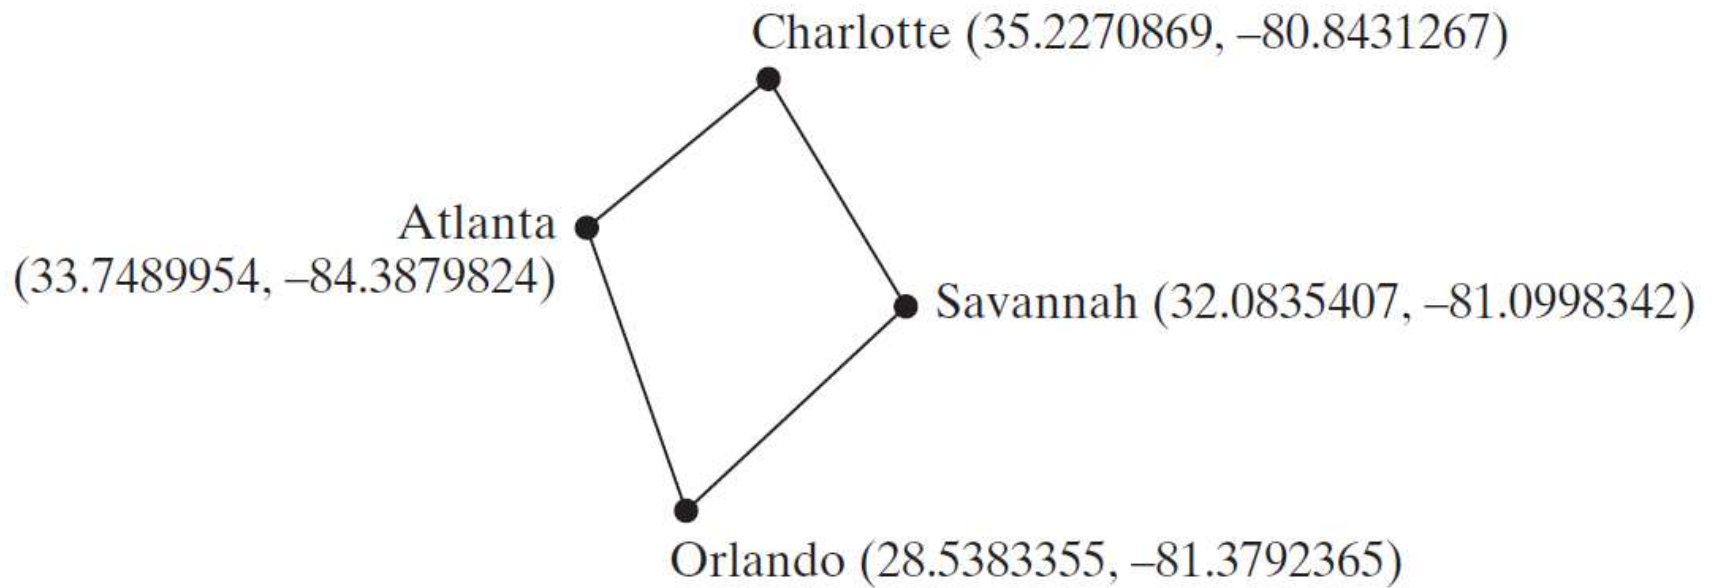 Charlotte (35.2270869, –80.8431267)
Atlanta
(33.7489954, –84.3879824)
Savannah (32.0835407, –81.0998342)
Orlando (28.5383355, –81.3792365)